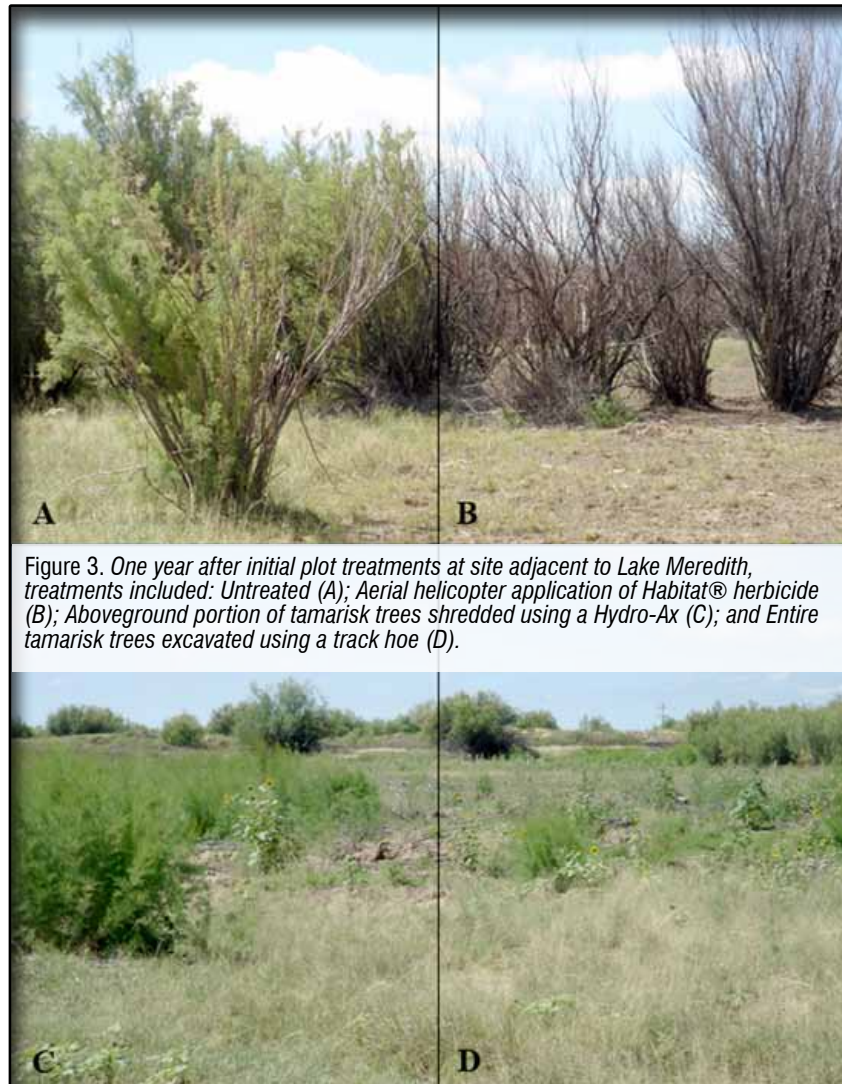 A
B
Figure 3. One year after initial plot treatments at site adjacent to Lake Meredith,
treatments included: Untreated (A); Aerial helicopter application of Habitat® herbicide
(B); Aboveground portion of tamarisk trees shredded using a Hydro-Ax (C); and Entire
tamarisk trees excavated using a track hoe (D).
C
D